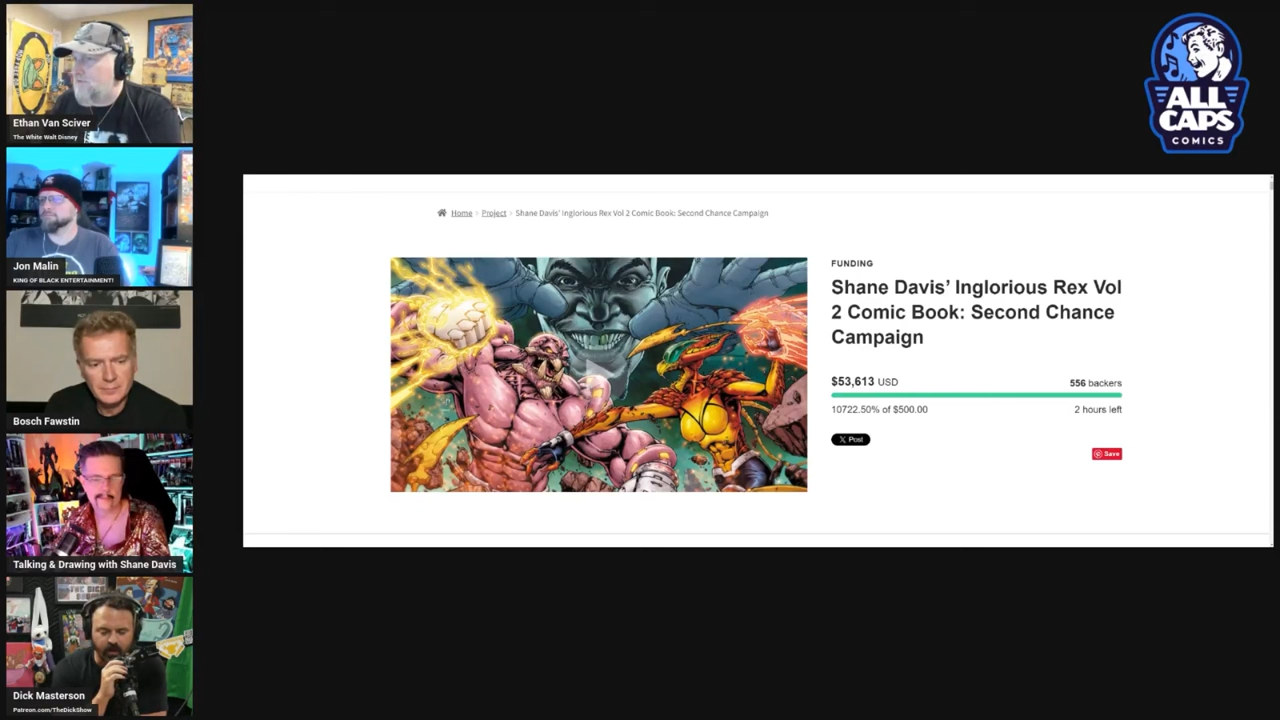 Ethan Van Sciver
The White Walt Disney
Jon Malin
KING OF BLACK ENTERTAINMENT!
Bosch Fawstin
Talking & Drawing with Shane Davis
THE DICK
Dick Masterson
Patreon.com/TheDickShow
ALL
CAPS
COMICS
Home › Project › Shane Davis' Inglorious Rex Vol 2 Comic Book: Second Chance Campaign
FUNDING
Shane Davis’ Inglorious Rex Vol
2 Comic Book: Second Chance
Campaign
$53,613 USD 556 backers
10722.50% of $500.00 2 hours left
X Post
Save